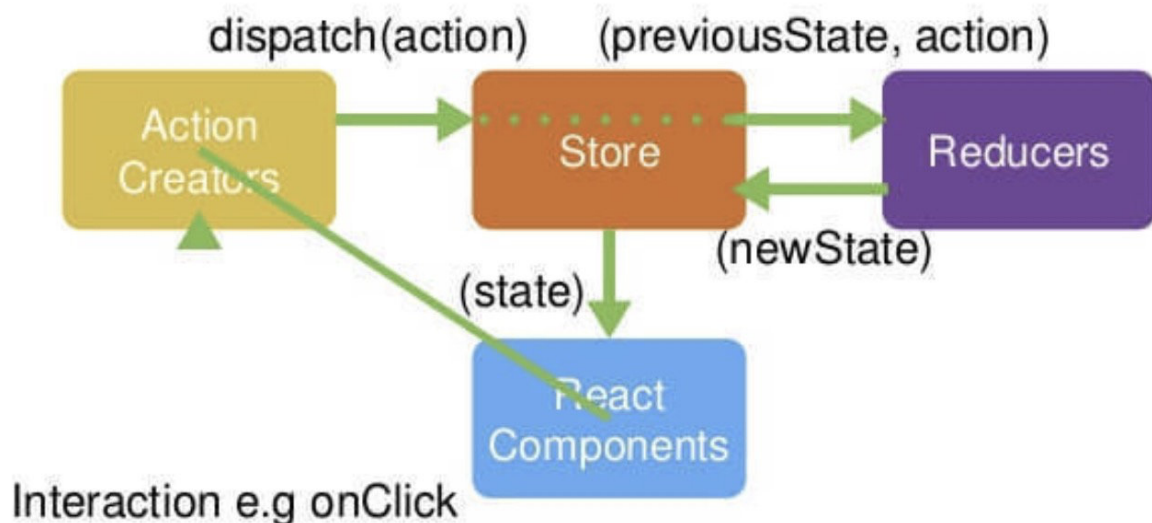 dispatch(action)
(previousState, action)
Action
Creators
Store
Reducers
(newState)
(state)
React
Components
Interaction e.g onClick